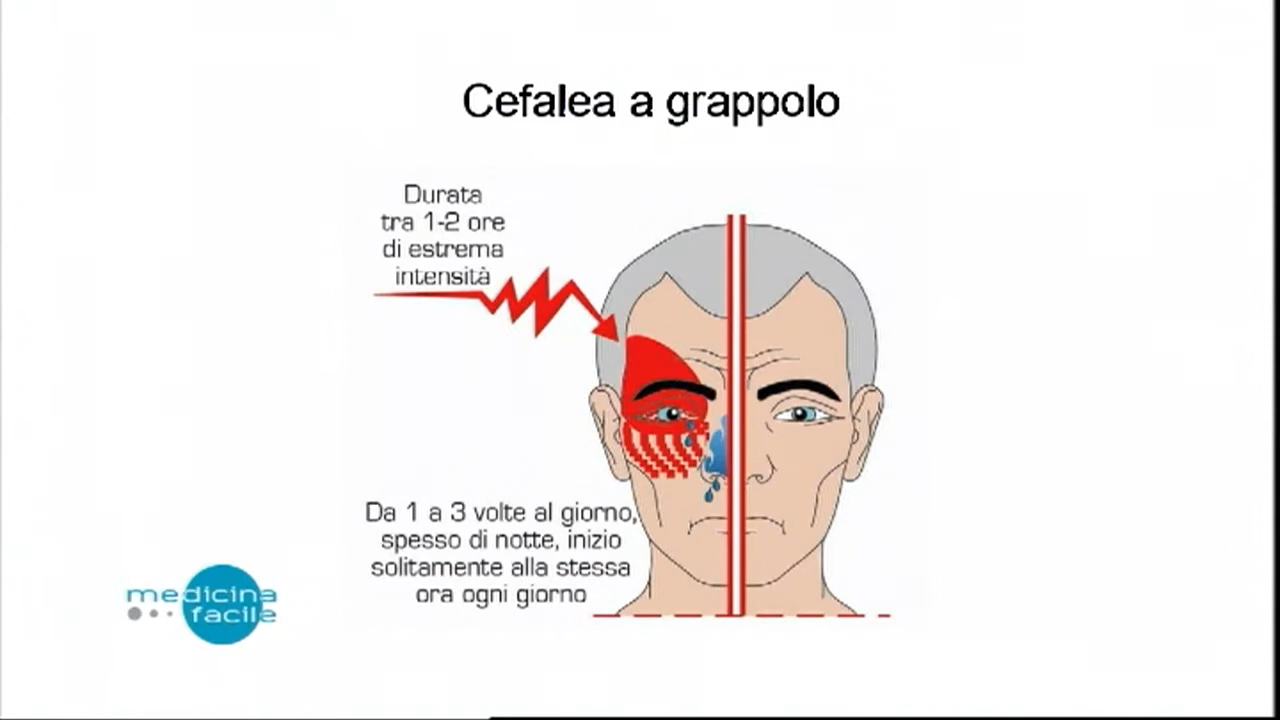 Cefalea a grappolo
Durata
tra 1-2 ore
di estrema
intensità
Da 1 a 3 volte al giorno,
spesso di notte, inizio
solitamente alla stessa
ora ogni giorno
medicina
facile